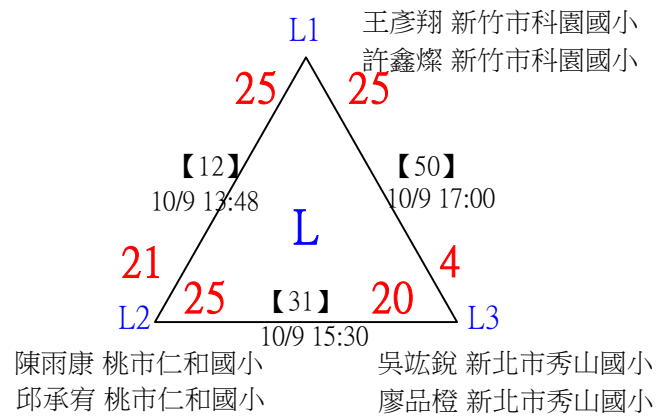 L1
王彥翔 新竹市科園國小
許鑫燦 新竹市科園國小
25
25
【12】
10/9 13:48
【50】
10/9 17:00
L
21
4
25
【31】
20
L2
L3
10/9 15:30
陳雨康 桃市仁和國小
邱承宥 桃市仁和國小
吳竑銳 新北市秀山國小
廖品橙 新北市秀山國小